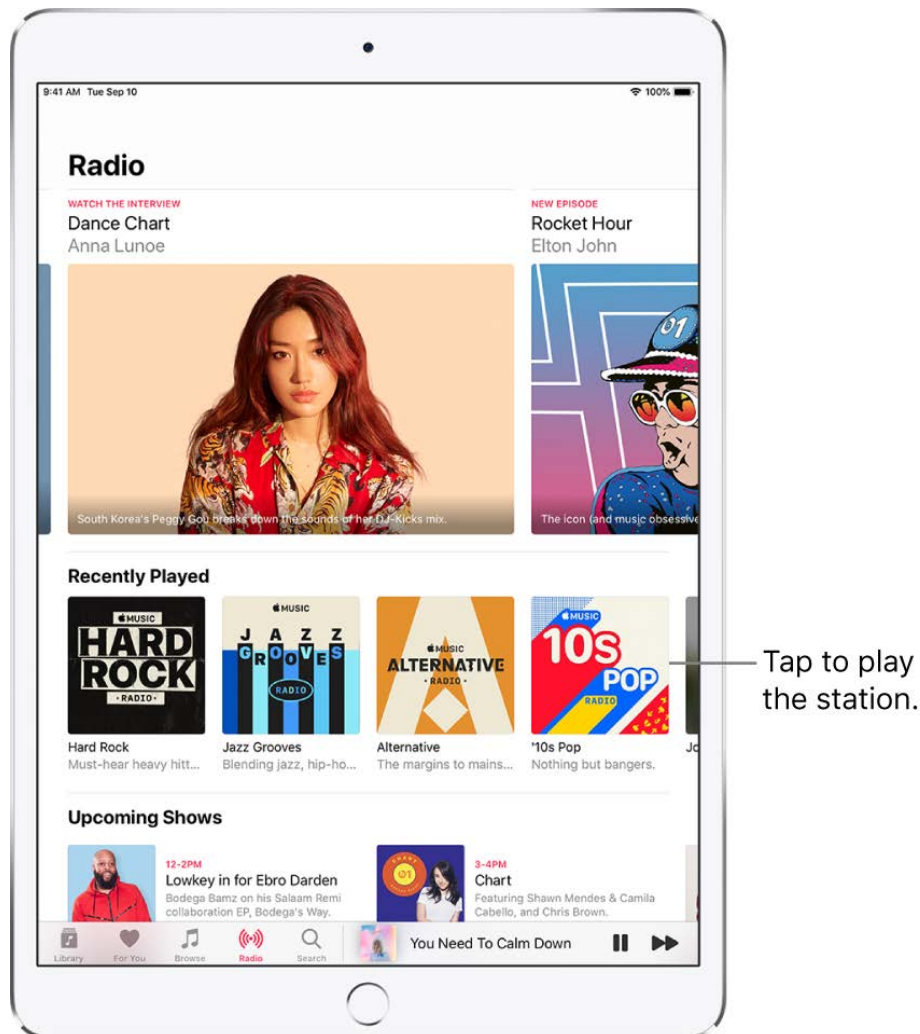 9:41 AM Tue Sep 10
100%
Radio
WATCH THE INTERVIEW
Dance Chart
Anna Lunoe
South Korea's Peggy Gou breaks down the sounds of her DJ-Kicks mix.
NEW EPISODE
Rocket Hour
Elton John
01
The icon (and music obsessive
Recently Played
MUSIC
HARD
ROCK
RADIO
Hard Rock
Must-hear heavy hitt...
MUSIC
JAZZ
GROOVES
RADIO
Jazz Grooves
Blending jazz, hip-ho...
MUSIC
ALTERNATIVE
RADIO
Alternative
The margins to mains...
MUSIC
10s
POP
RADIO
'10s Pop
Nothing but bangers.
Jo
Tap to play
the station.
Upcoming Shows
12-2PM
Lowkey in for Ebro Darden
Bodega Bamz on his Salaam Remi
collaboration EP, Bodega's Way.
01
3-4PM
Chart
Featuring Shawn Mendes & Camila
Cabello, and Chris Brown.
Library
For You
Browse
Radio
Search
You Need To Calm Down